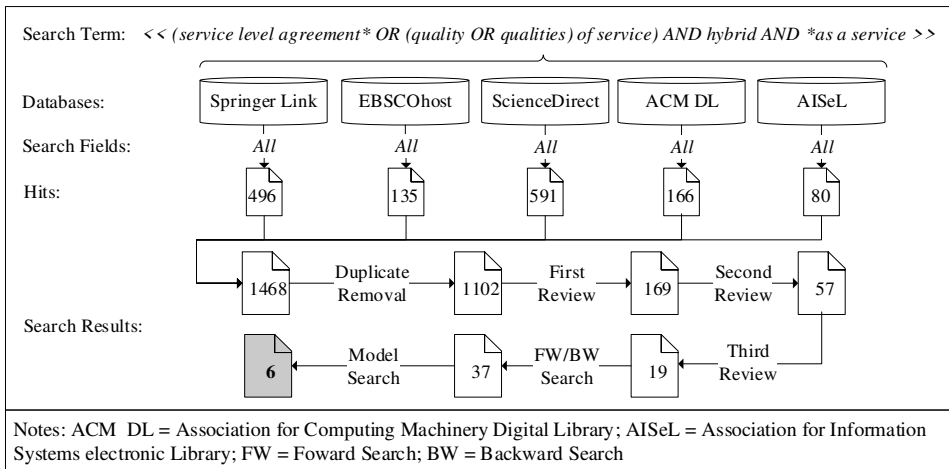 Search Term: << (service level agreement* OR (quality OR qualities) of service) AND hybrid AND *as a service >>
Databases: Springer Link EBSCOhost ScienceDirect ACM DL AISeL
Search Fields: All All All All All
Hits: 496 135 591 166 80
1468 Duplicate Removal 1102 First Review 169 Second Review 57
Search Results:
6 Model Search 37 FW/BW Search 19 Third Review
Notes: ACM DL = Association for Computing Machinery Digital Library; AISeL = Association for Information
Systems electronic Library; FW = Foward Search; BW = Backward Search